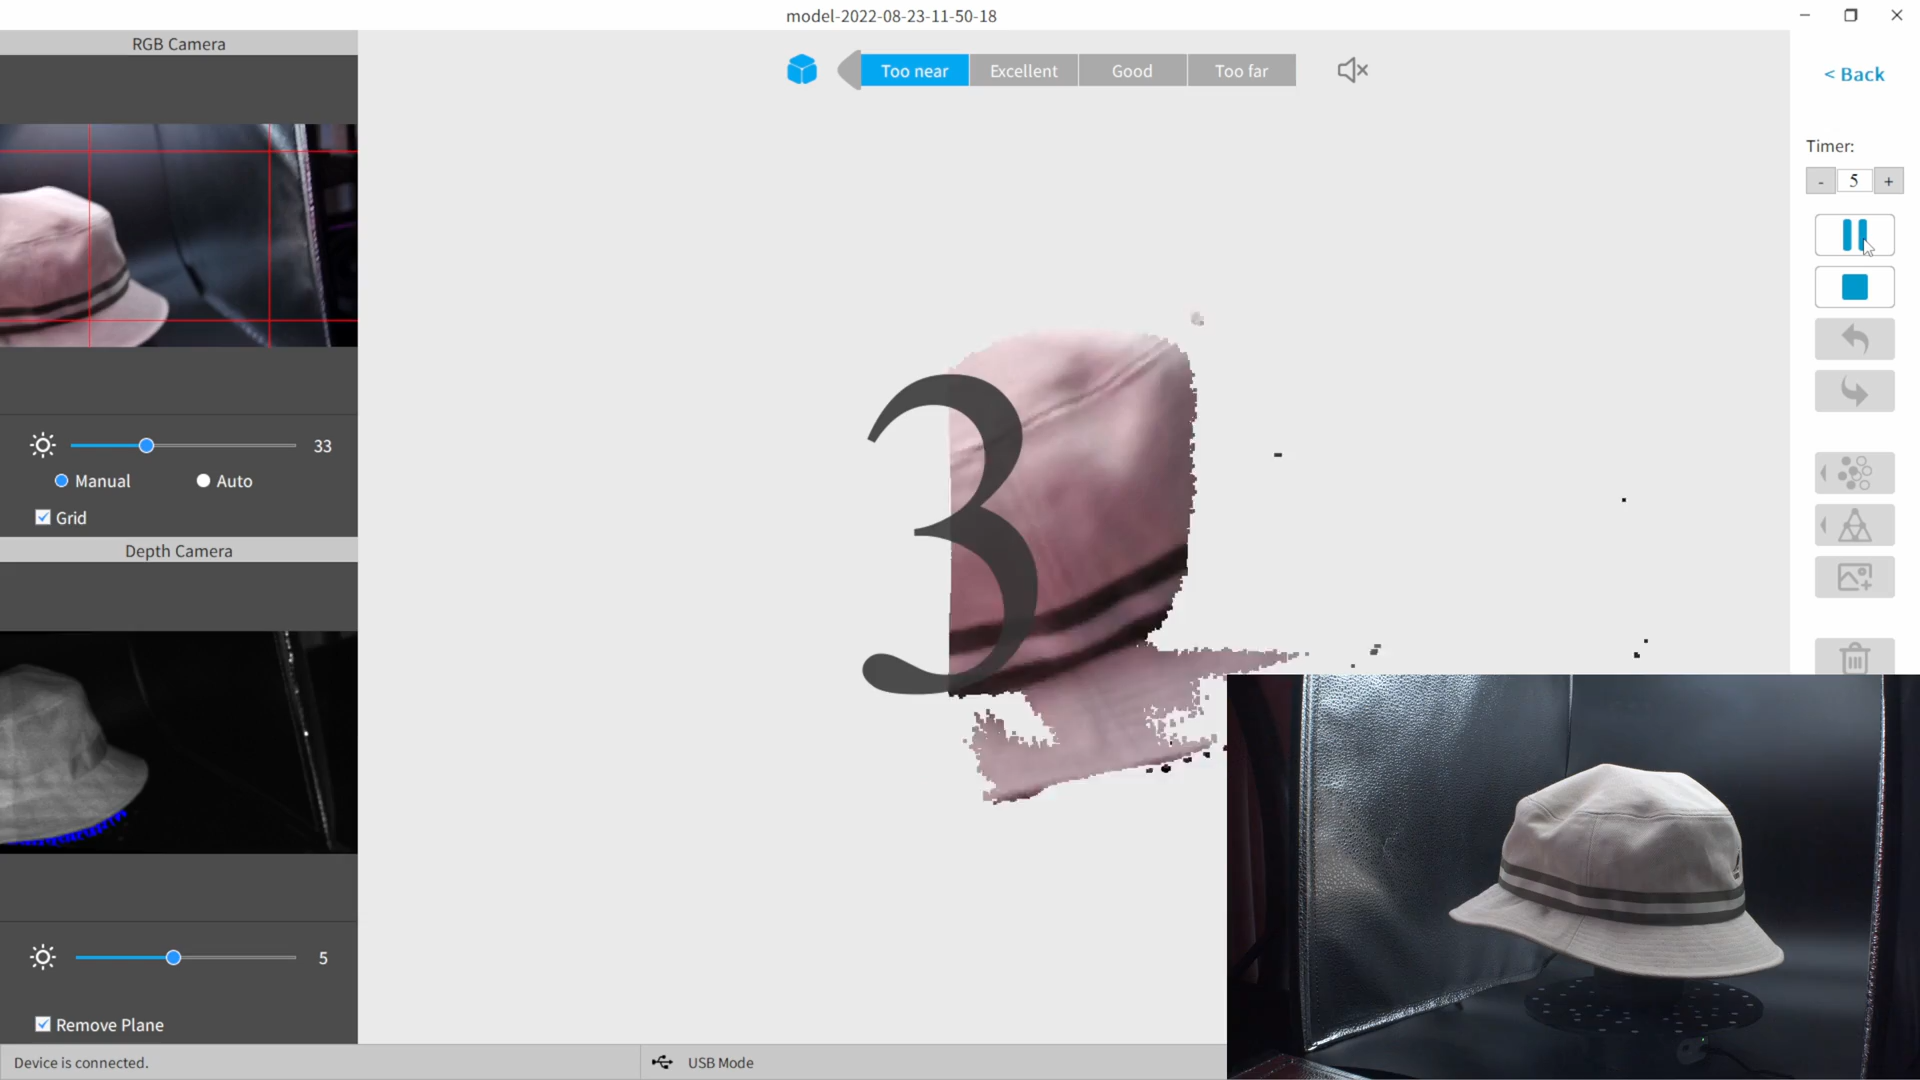 model-2022-08-23-11-50-18
RGB Camera
Too near Excellent Good Too far
< Back
Timer:
- 5 +
3
33
Manual Auto
Grid
Depth Camera
5
Remove Plane
Device is connected. USB Mode